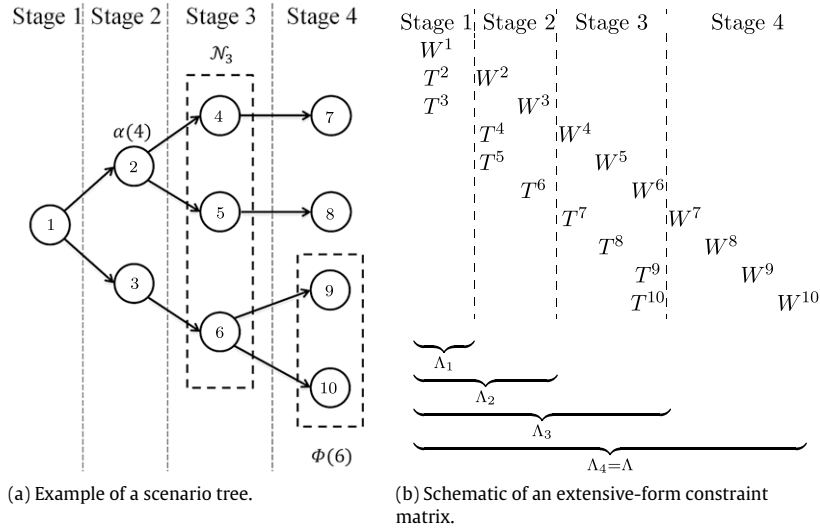 Stage 1 Stage 2 Stage 3 Stage 4
𝒩₃
α(4)
4 7
2
5 8
1
3 9
6
10
Φ(6)
(a) Example of a scenario tree.
Stage 1 Stage 2 Stage 3 Stage 4
W¹
T² W²
T³ W³
T⁴ W⁴
T⁵ W⁵
T⁶ W⁶
T⁷ W⁷
T⁸ W⁸
T⁹ W⁹
T¹⁰ W¹⁰
Λ₁
Λ₂
Λ₃
Λ₄=Λ
(b) Schematic of an extensive-form constraint
matrix.